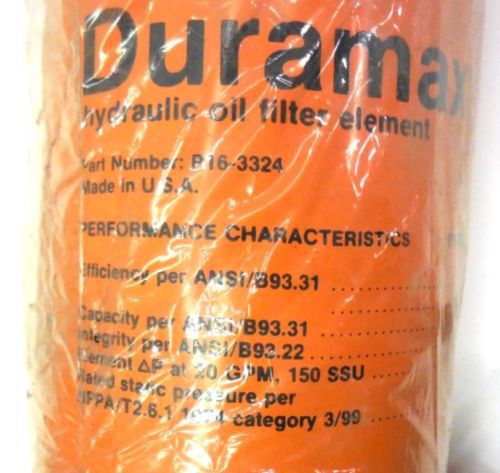 Duramax
hydraulic oil filter element
Part Number: B16-3324
Made in U.S.A.
PERFORMANCE CHARACTERISTICS
Efficiency per ANSI/B93.31
Capacity per ANSI/B93.31 ....
Integrity per ANSI/B93.22 ..........
Element ΔP at 20 GPM, 150 SSU ....
Rated static pressure per
NFPA/T2.6.1 1974 category 3/99 ....